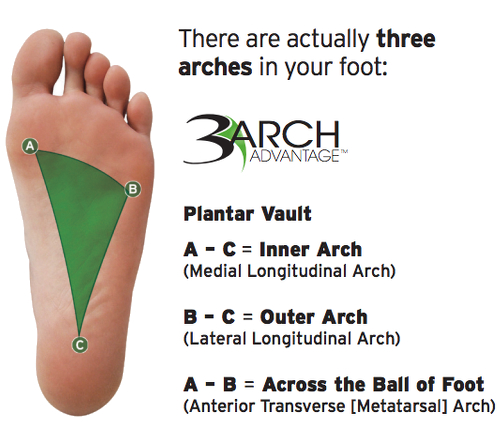 There are actually three
arches in your foot:
3ARCH
ADVANTAGE™
Plantar Vault
A – C = Inner Arch
(Medial Longitudinal Arch)
B – C = Outer Arch
(Lateral Longitudinal Arch)
A – B = Across the Ball of Foot
(Anterior Transverse [Metatarsal] Arch)
A
B
C